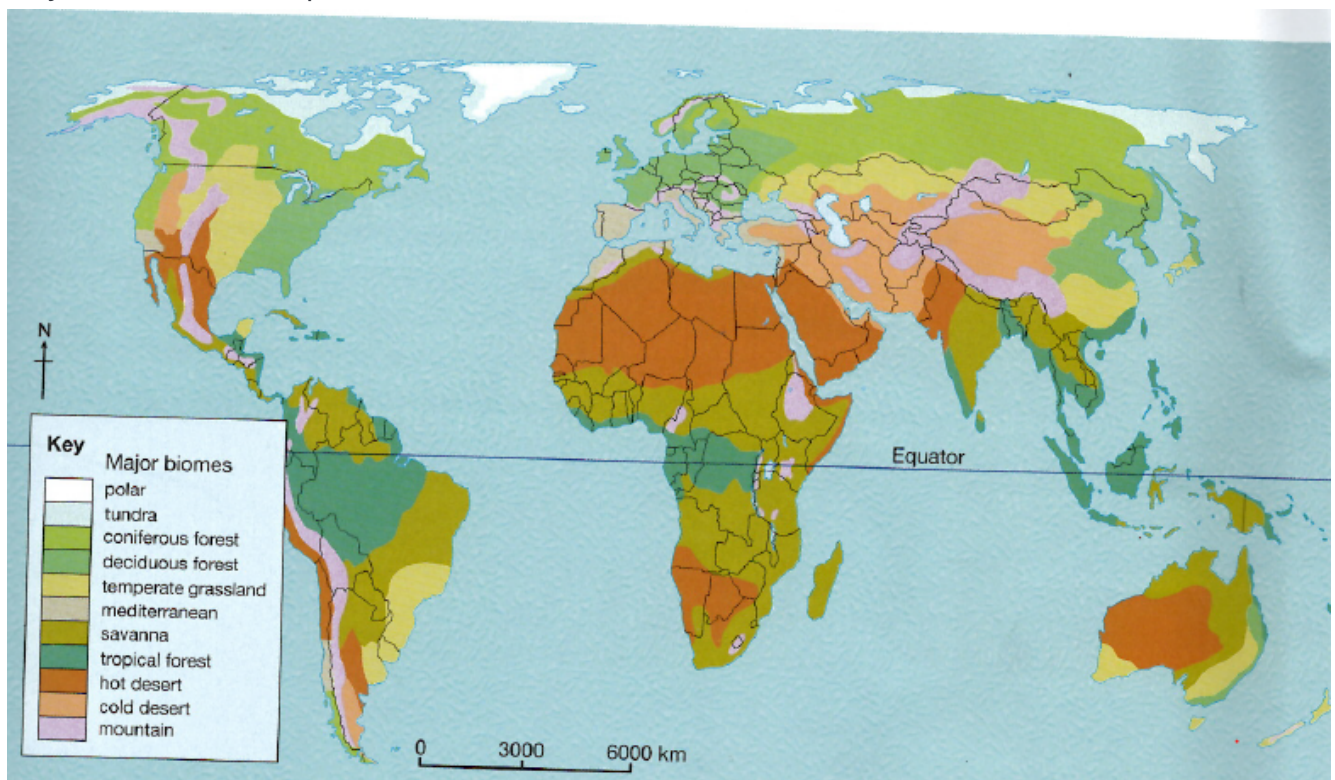 N
Equator
Key
Major biomes
polar
tundra
coniferous forest
deciduous forest
temperate grassland
mediterranean
savanna
tropical forest
hot desert
cold desert
mountain
0 3000 6000 km